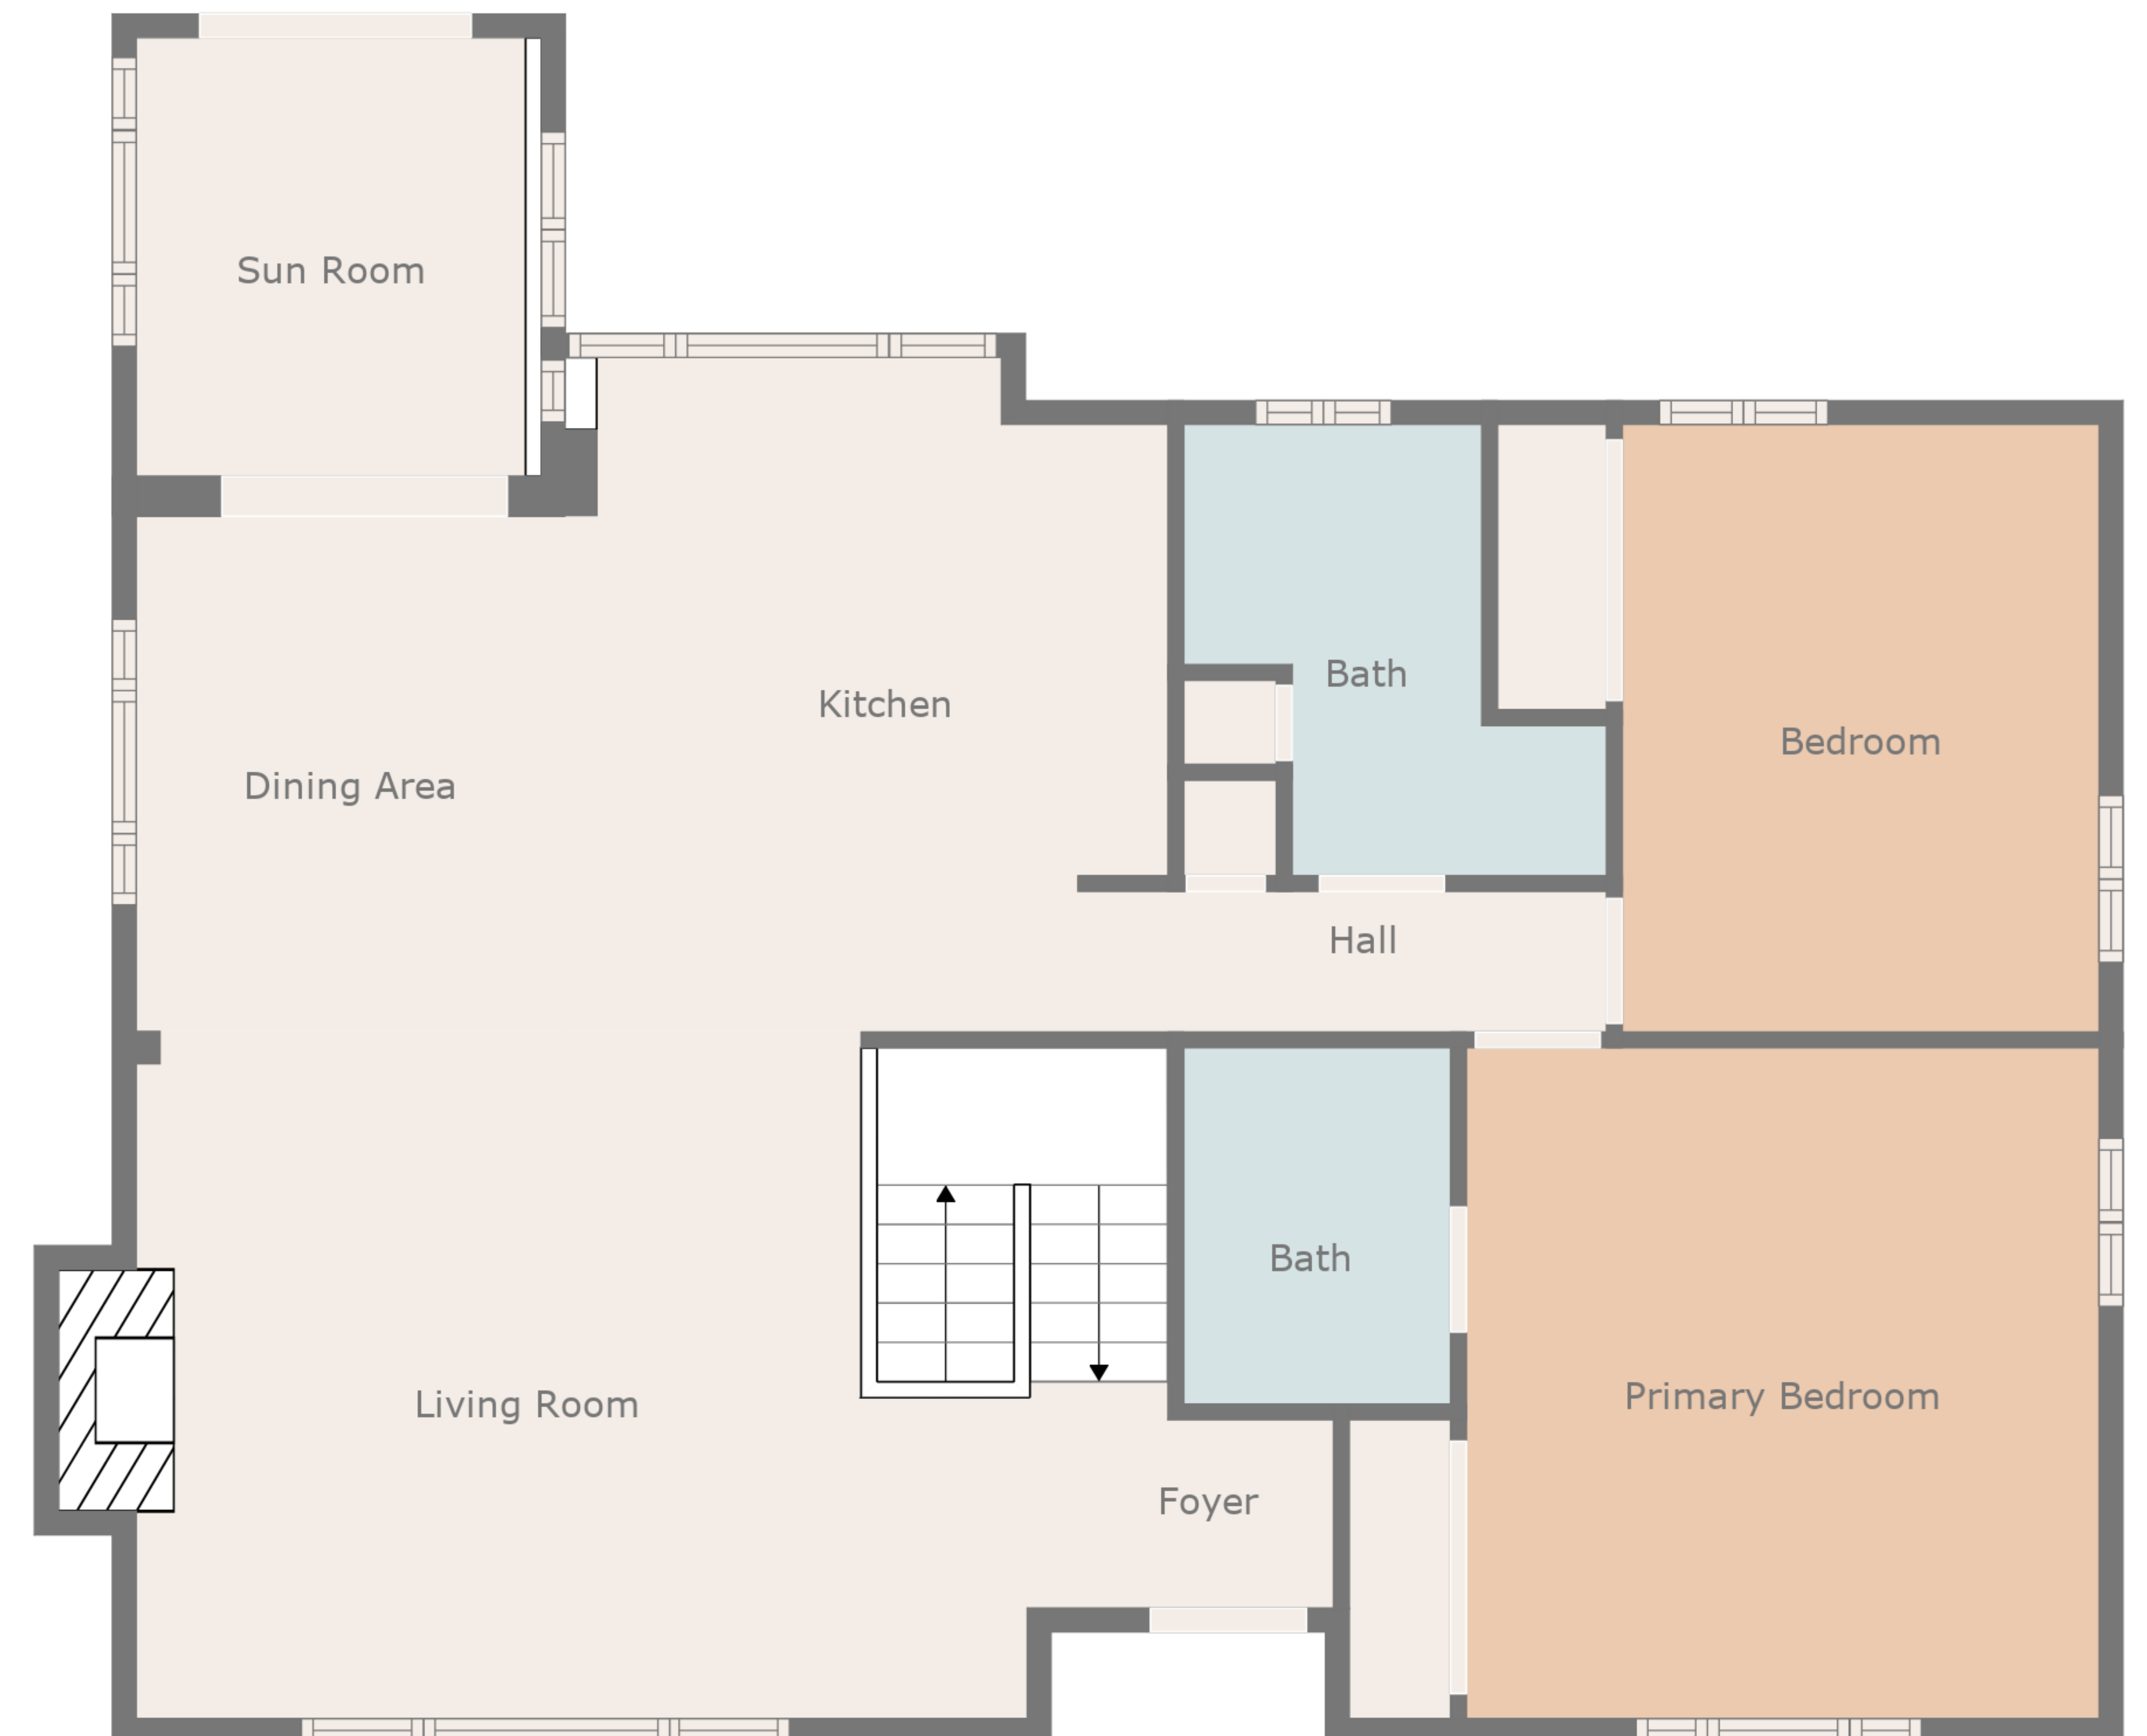 Sun Room
Bath
Kitchen
Bedroom
Dining Area
Hall
Bath
Primary Bedroom
Living Room
Foyer